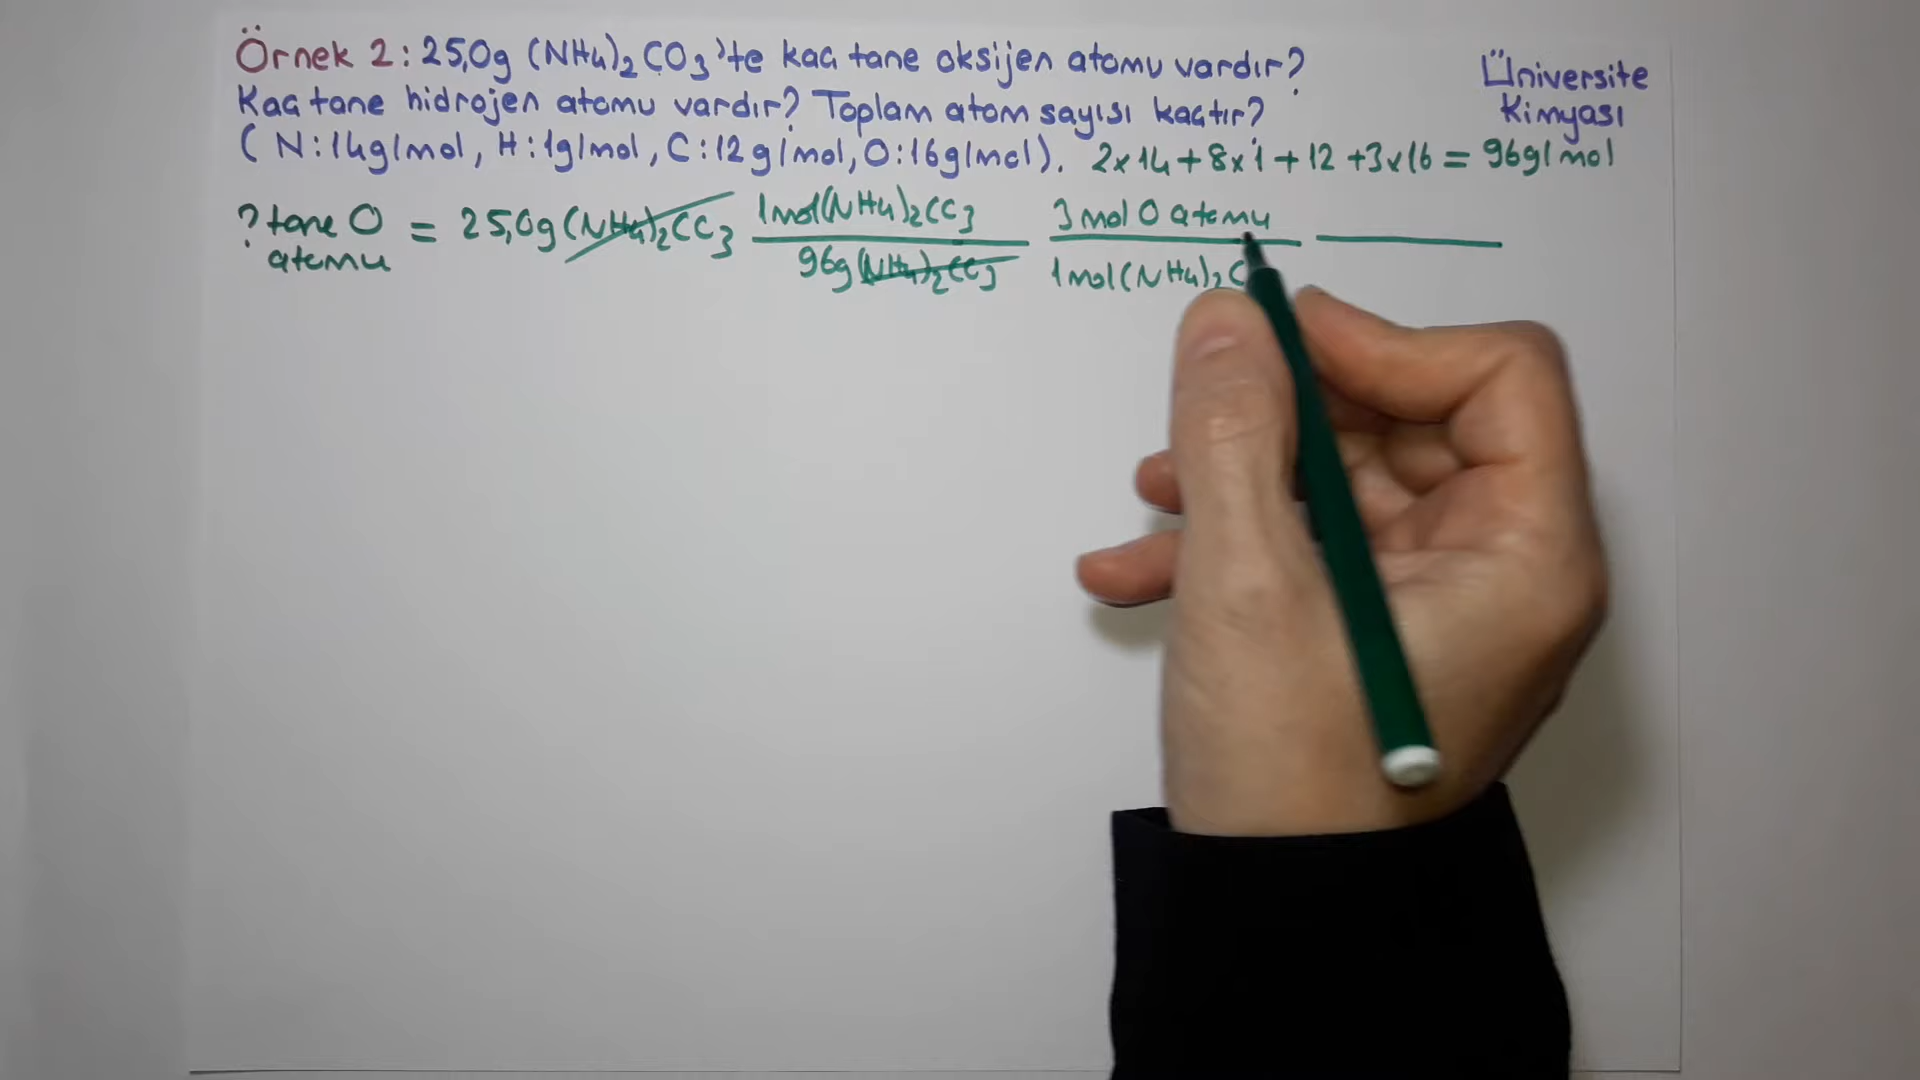 Örnek 2: 25,0g (NH4)2CO3'te kaç tane oksijen atomu vardır?
Kaç tane hidrojen atomu vardır? Toplam atom sayısı kaçtır?
(N:14g/mol, H:1g/mol, C:12g/mol, O:16g/mol). 2x14+8x1+12+3x16=96g/mol
Üniversite
Kimyası
? tane O atomu = 25,0g (NH4)2CO3
1mol(NH4)2CO3
96g(NH4)2CO3
3mol O atomu
1mol(NH4)2C